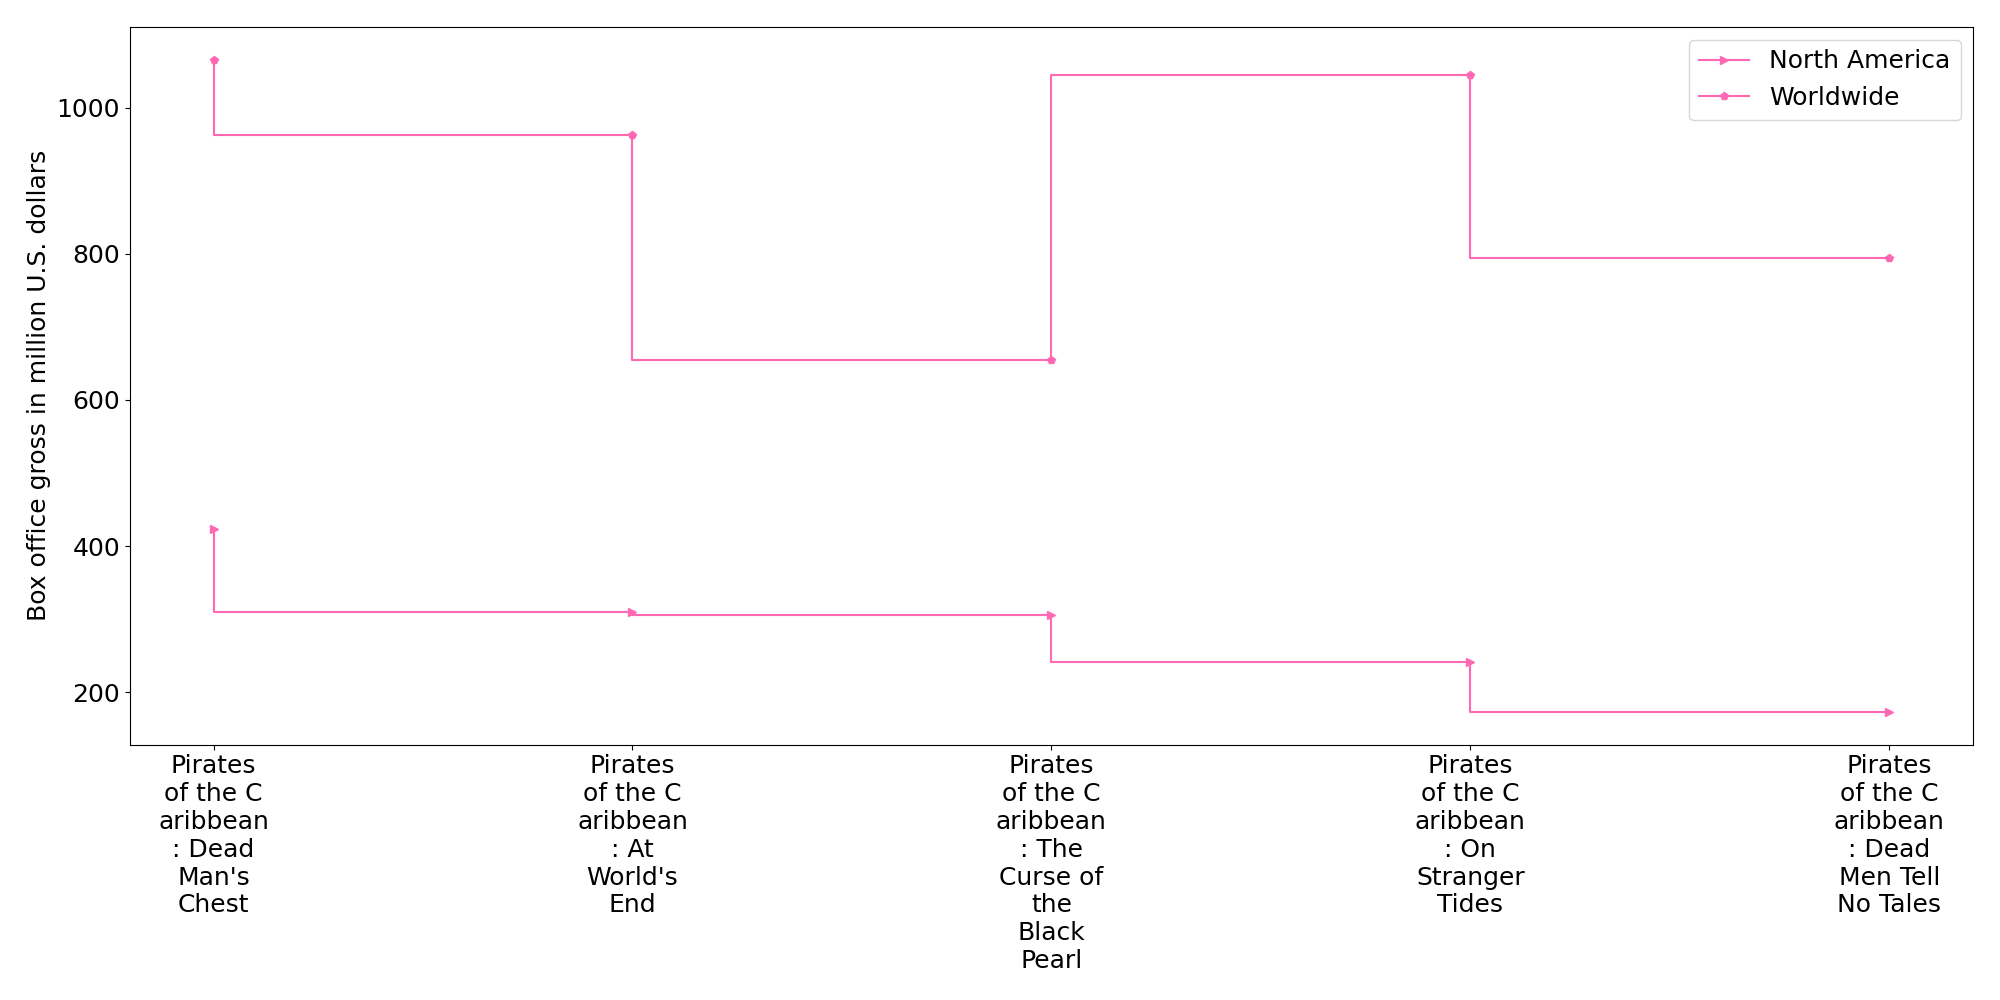 North America
Worldwide
Box office gross in million U.S. dollars
1000
800
600
400
200
Pirates
of the C
aribbean
: Dead
Man's
Chest
Pirates
of the C
aribbean
: At
World's
End
Pirates
of the C
aribbean
: The
Curse of
the
Black
Pearl
Pirates
of the C
aribbean
: On
Stranger
Tides
Pirates
of the C
aribbean
: Dead
Men Tell
No Tales